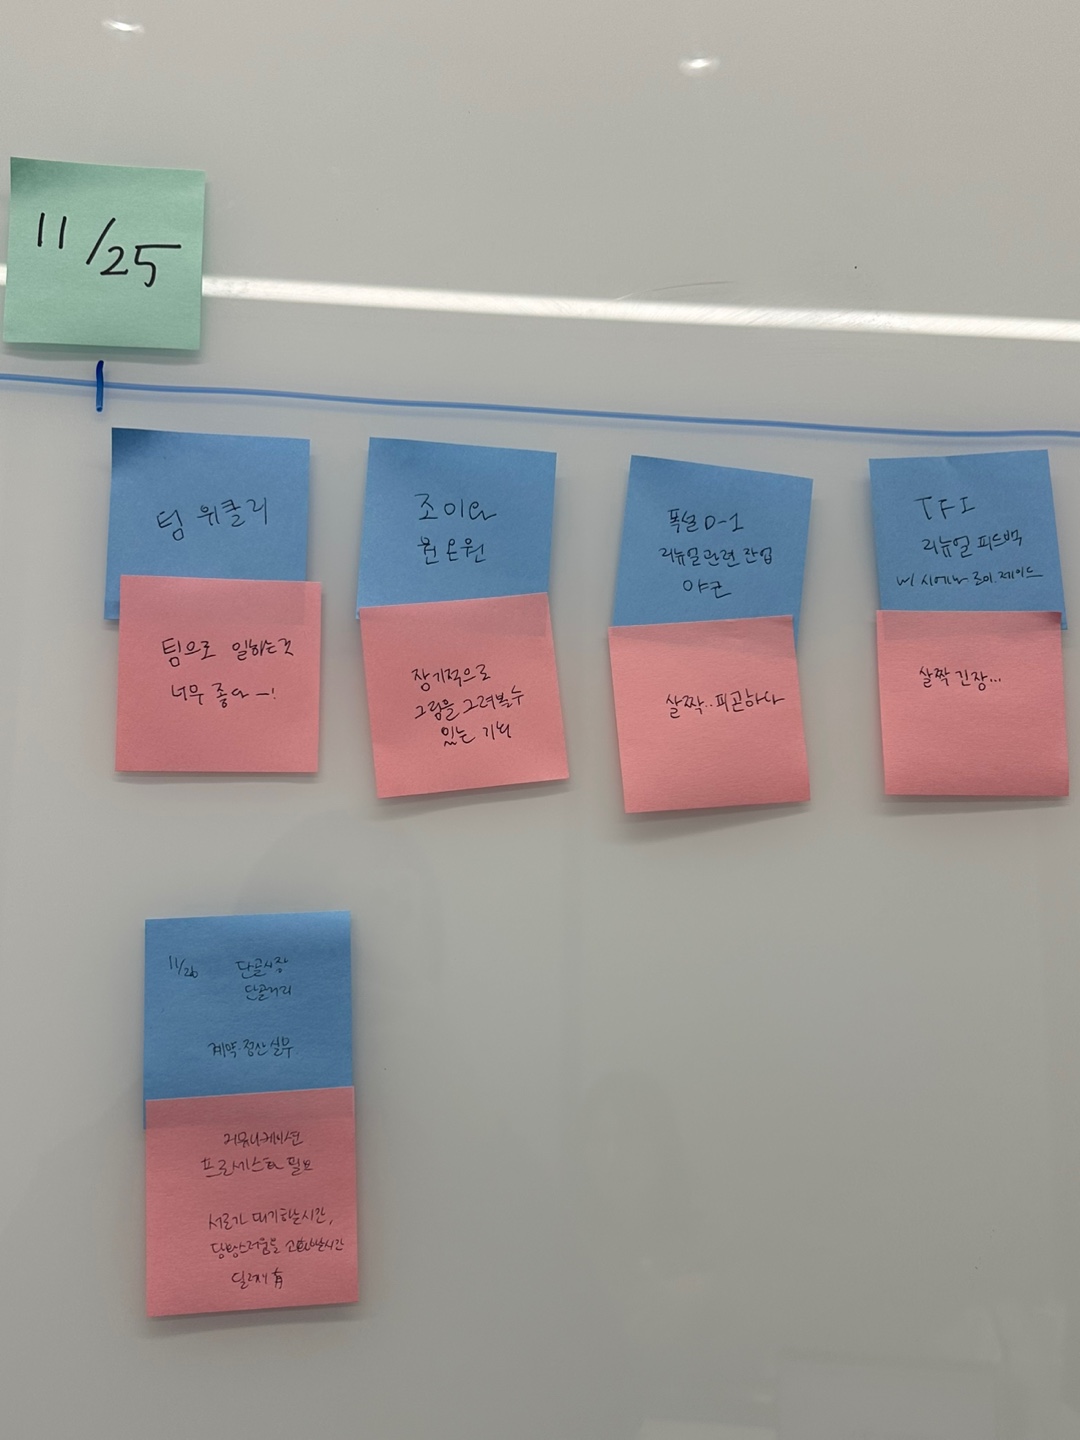 11/25
팀 위클리
팀으로 일하는 것
너무 좋다 -!
조이와
원온원
장기적으로
그림을 그려볼 수
있는 기회
폭설 D-1
리뉴얼 관련 잔업
야근
살짝.. 피곤하다
TFI
리뉴얼 피드백
w/ 시에나 로이. 제이드
살짝 긴장...
11/26 단골시장
단골거리
계약·정산 실무
커뮤니케이션
프로세스화 필요
서로가 대기하는 시간,
당황스러움을
시간
딜레이 有